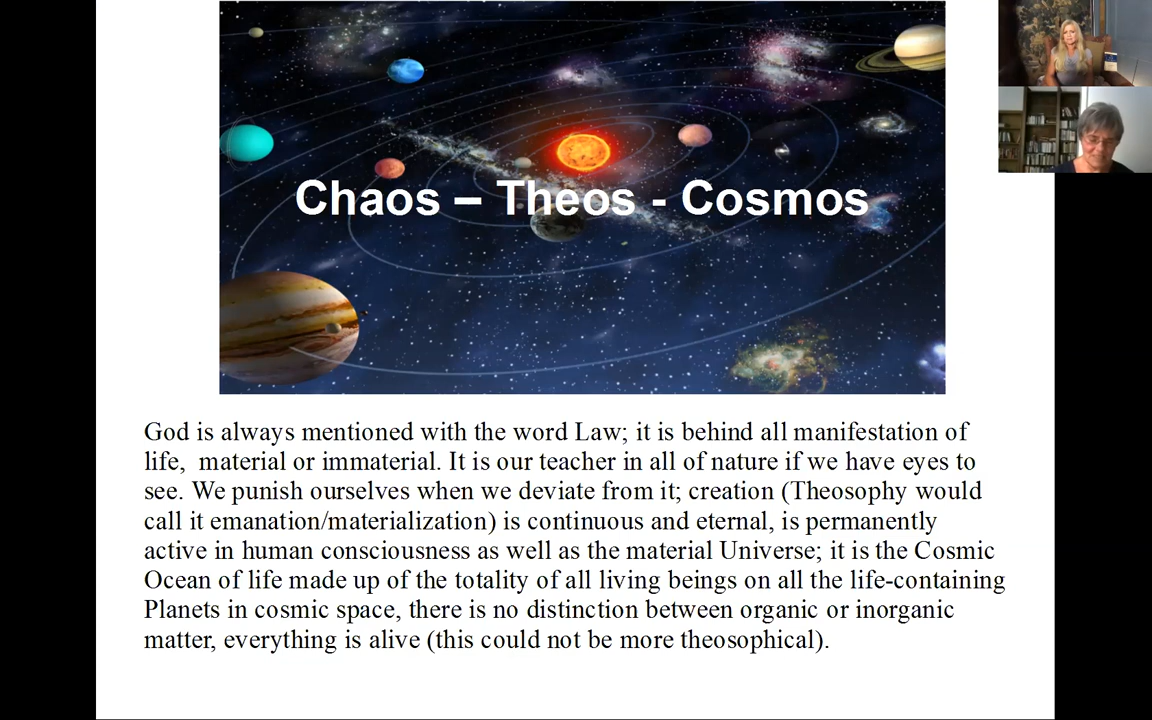 Chaos – Theos - Cosmos
God is always mentioned with the word Law; it is behind all manifestation of
life,  material or immaterial. It is our teacher in all of nature if we have eyes to
see. We punish ourselves when we deviate from it; creation (Theosophy would
call it emanation/materialization) is continuous and eternal, is permanently
active in human consciousness as well as the material Universe; it is the Cosmic
Ocean of life made up of the totality of all living beings on all the life-containing
Planets in cosmic space, there is no distinction between organic or inorganic
matter, everything is alive (this could not be more theosophical).